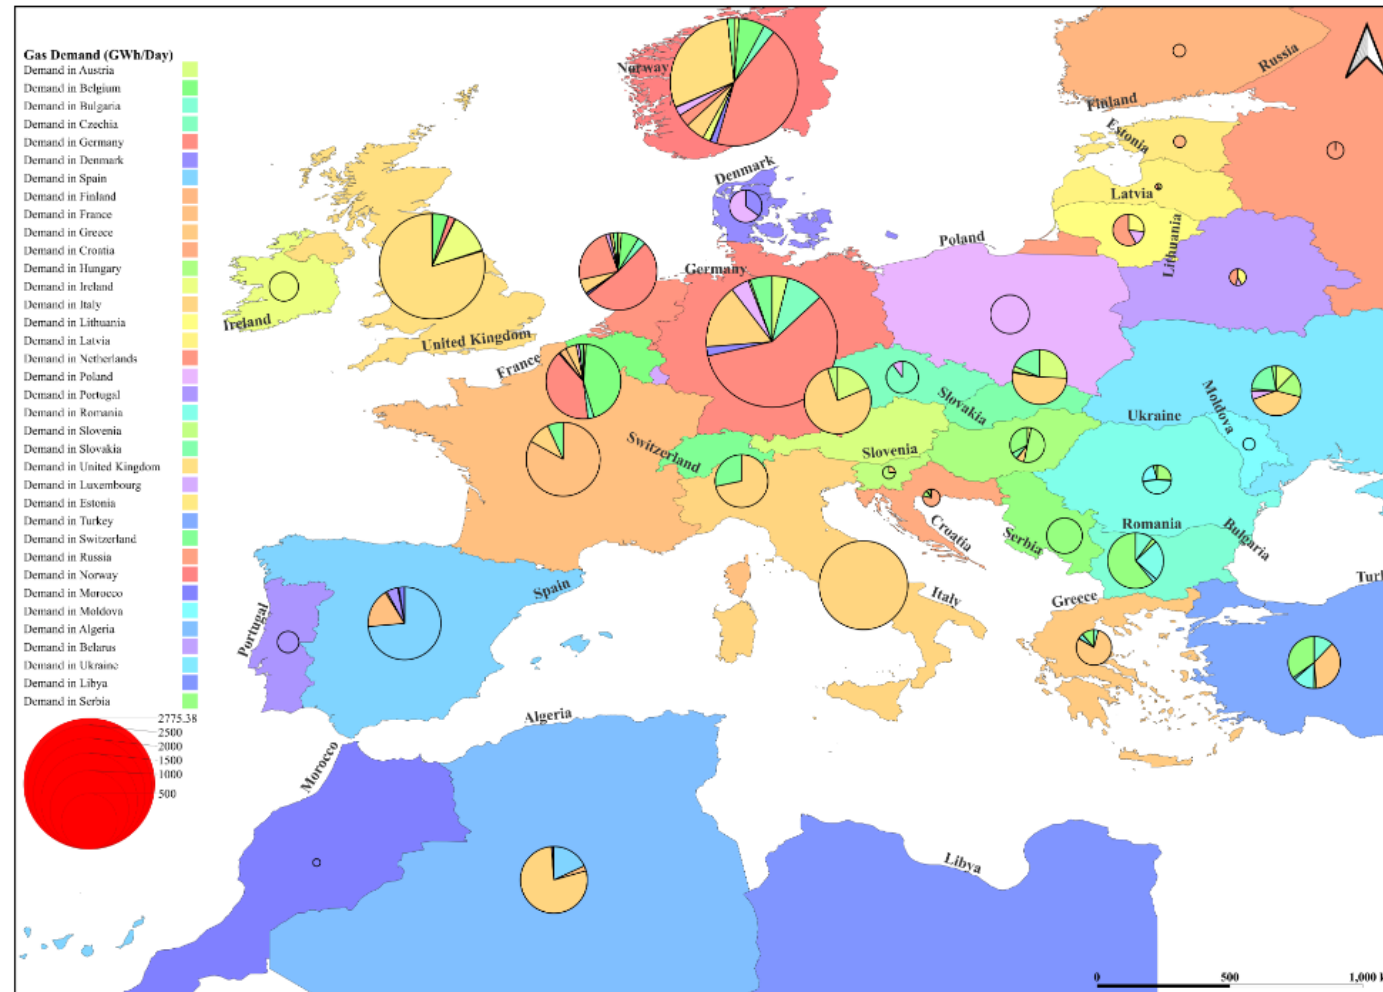 Gas Demand (GWh/Day)
Demand in Austria
Demand in Belgium
Demand in Bulgaria
Demand in Czechia
Demand in Germany
Demand in Denmark
Demand in Spain
Demand in Finland
Demand in France
Demand in Greece
Demand in Croatia
Demand in Hungary
Demand in Ireland
Demand in Italy
Demand in Lithuania
Demand in Latvia
Demand in Netherlands
Demand in Poland
Demand in Portugal
Demand in Romania
Demand in Slovenia
Demand in Slovakia
Demand in United Kingdom
Demand in Luxembourg
Demand in Estonia
Demand in Turkey
Demand in Switzerland
Demand in Russia
Demand in Norway
Demand in Morocco
Demand in Moldova
Demand in Algeria
Demand in Belarus
Demand in Ukraine
Demand in Libya
Demand in Serbia
2775.38
2500
2000
1500
1000
500
Norway
Russia
Finland
Estonia
Denmark
Latvia
Lithuania
Poland
Germany
Ireland
United Kingdom
France
Slovakia
Ukraine
Moldova
Switzerland
Slovenia
Croatia
Serbia
Romania
Bulgaria
Spain
Portugal
Italy
Greece
Turl
Algeria
Morocco
Libya
0 500 1,000 k